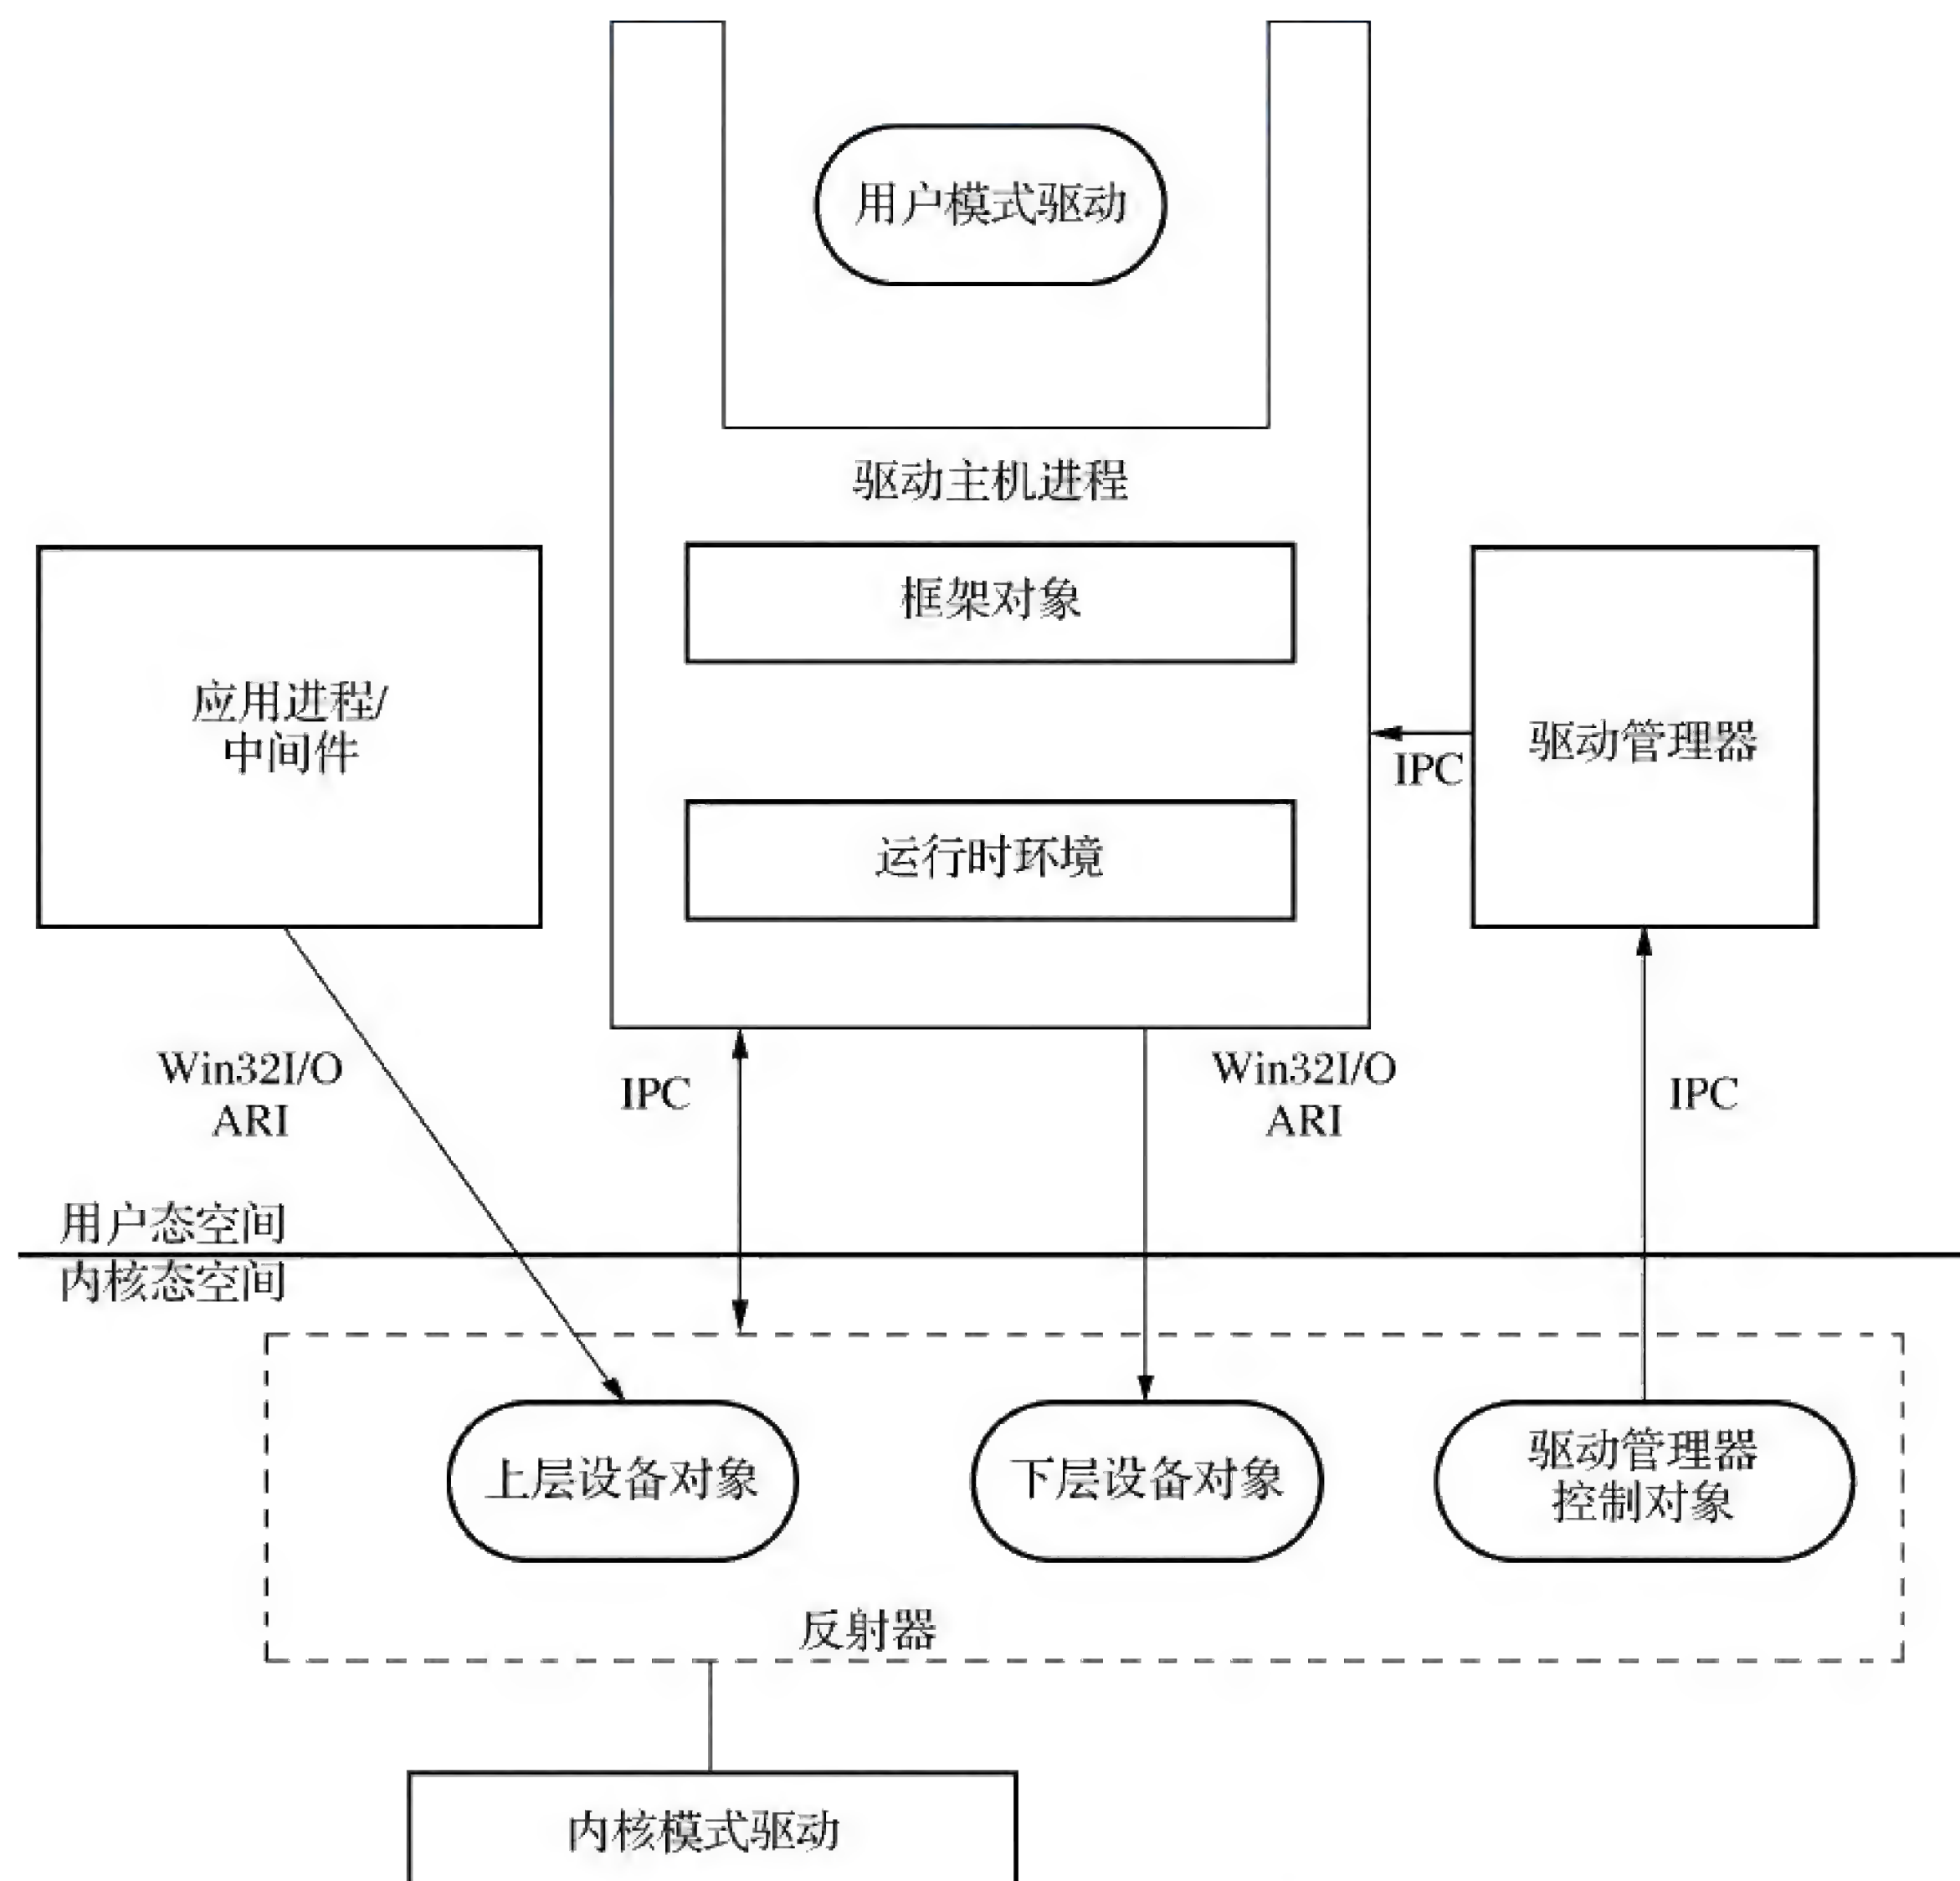 用户模式驱动
驱动主机进程
框架对象
应用进程/
中间件
驱动管理器
IPC
运行时环境
Win32I/O
ARI
IPC
Win32I/O
ARI
IPC
用户态空间
内核态空间
上层设备对象
下层设备对象
驱动管理器
控制对象
反射器
内核模式驱动